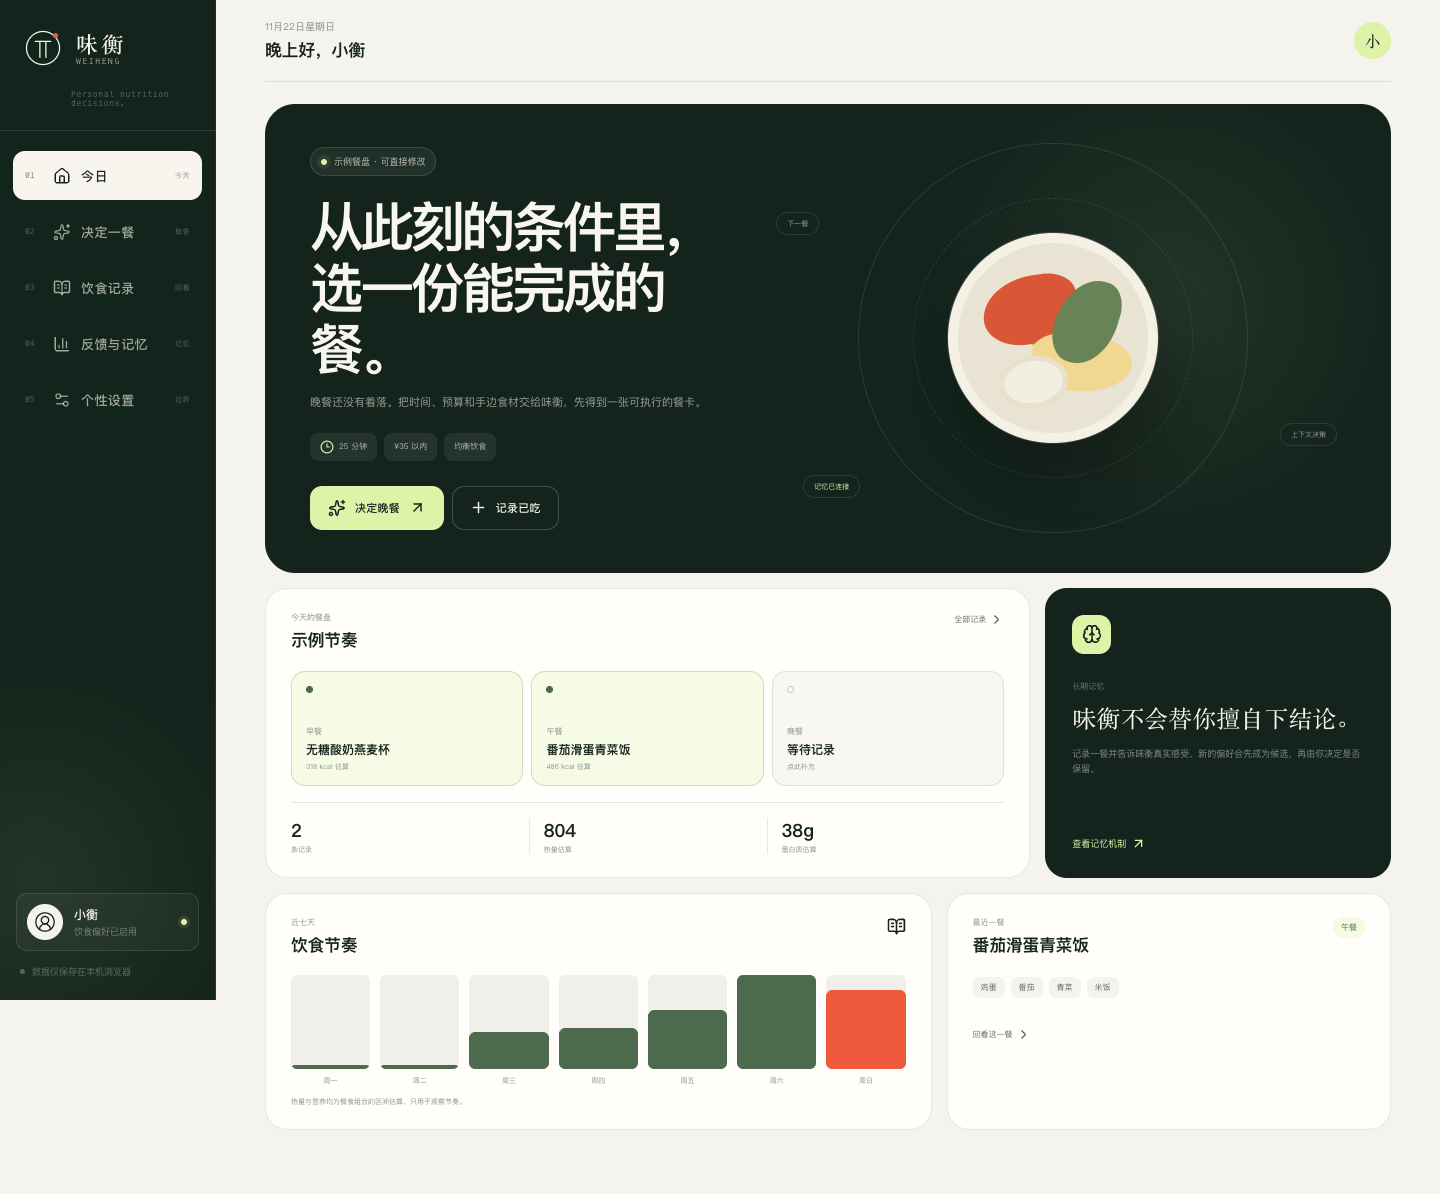 味衡
WEIHENG
Personal nutrition
decisions.
01 今日 今天
02 决定一餐 取舍
03 饮食记录 回看
04 反馈与记忆 记忆
05 个性设置 边界
小衡
饮食偏好已启用
数据仅保存在本机浏览器
11月22日星期日
晚上好，小衡
小
示例餐盘 · 可直接修改
从此刻的条件里，
选一份能完成的
餐。
晚餐还没有着落。把时间、预算和手边食材交给味衡，先得到一张可执行的餐卡。
25 分钟 ¥35 以内 均衡饮食
决定晚餐 记录已吃
下一餐
上下文决策
记忆已连接
今天的餐盘
示例节奏
全部记录
早餐
无糖酸奶燕麦杯
318 kcal 估算
午餐
番茄滑蛋青菜饭
486 kcal 估算
晚餐
等待记录
点此补充
2
条记录
804
热量估算
38g
蛋白质估算
长期记忆
味衡不会替你擅自下结论。
记录一餐并告诉味衡真实感受，新的偏好会先成为候选，再由你决定是否
保留。
查看记忆机制
近七天
饮食节奏
周一 周二 周三 周四 周五 周六 周日
热量与营养均为餐食组合的区间估算，只用于观察节奏。
最近一餐
番茄滑蛋青菜饭
午餐
鸡蛋 番茄 青菜 米饭
回看这一餐